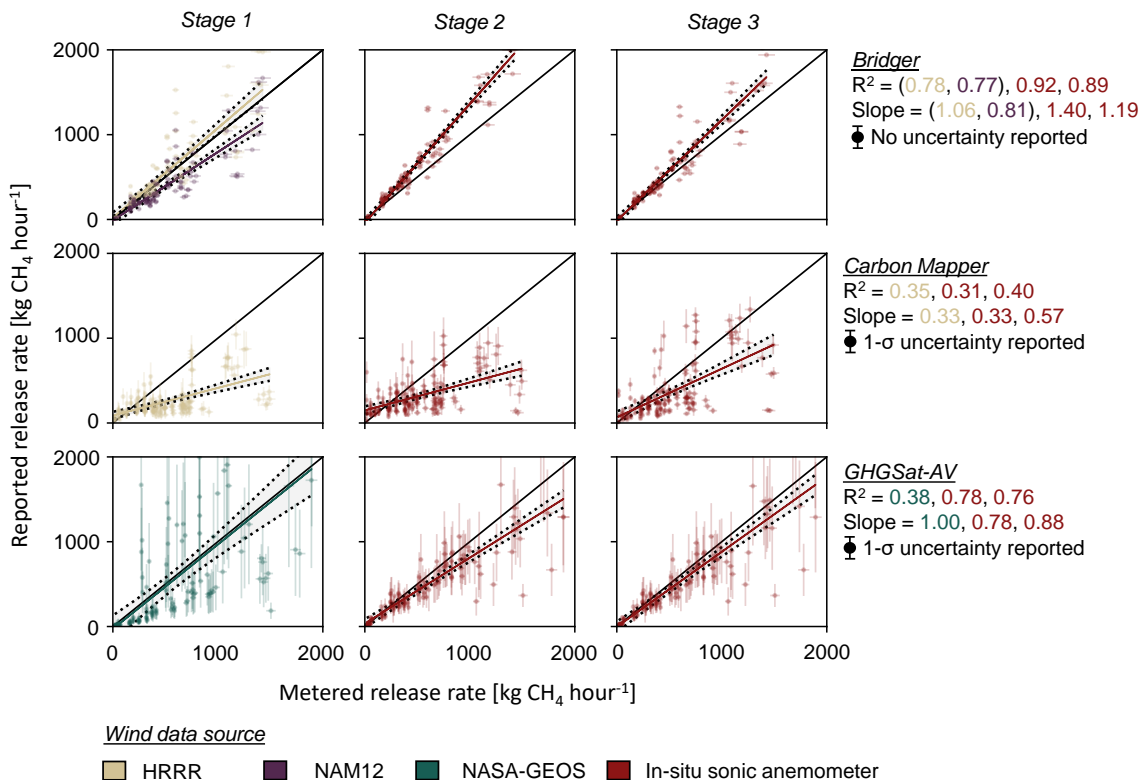 Stage 1
Stage 2
Stage 3
Reported release rate [kg CH4 hour-1]
2000
1000
0
Bridger
R2 = (0.78, 0.77), 0.92, 0.89
Slope = (1.06, 0.81), 1.40, 1.19
No uncertainty reported
2000
1000
0
Carbon Mapper
R2 = 0.35, 0.31, 0.40
Slope = 0.33, 0.33, 0.57
1-σ uncertainty reported
2000
1000
0
GHGSat-AV
R2 = 0.38, 0.78, 0.76
Slope = 1.00, 0.78, 0.88
1-σ uncertainty reported
0 1000 2000 0 1000 2000 0 1000 2000
Metered release rate [kg CH4 hour-1]
Wind data source
HRRR NAM12 NASA-GEOS In-situ sonic anemometer